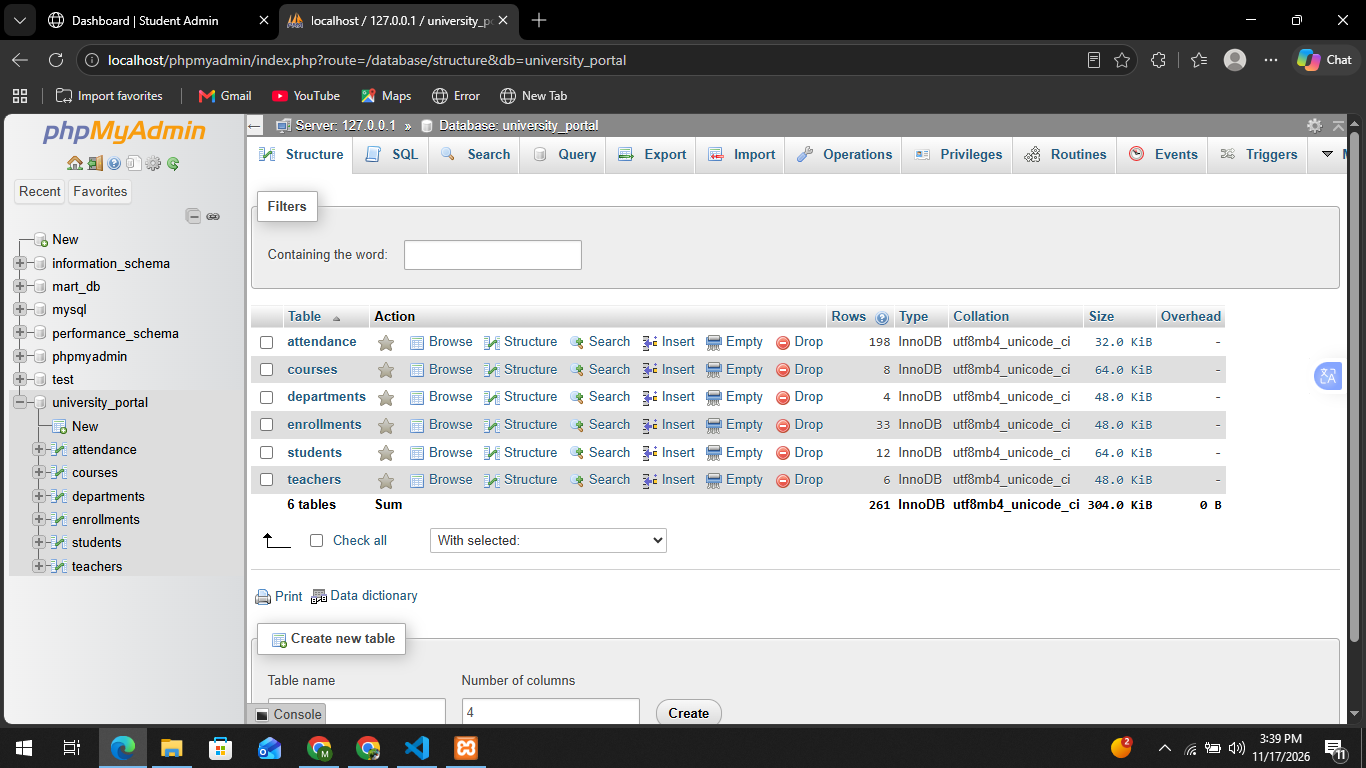 Dashboard | Student Admin
localhost / 127.0.0.1 / university_p
localhost/phpmyadmin/index.php?route=/database/structure&db=university_portal
Chat
Import favorites
Gmail
YouTube
Maps
Error
New Tab
phpMyAdmin
Recent
Favorites
New
information_schema
mart_db
mysql
performance_schema
phpmyadmin
test
university_portal
New
attendance
courses
departments
enrollments
students
teachers
Server: 127.0.0.1 » Database: university_portal
Structure SQL Search Query Export Import Operations Privileges Routines Events Triggers
Filters
Containing the word:
Table Action Rows Type Collation Size Overhead
attendance Browse Structure Search Insert Empty Drop 198 InnoDB utf8mb4_unicode_ci 32.0 KiB -
courses Browse Structure Search Insert Empty Drop 8 InnoDB utf8mb4_unicode_ci 64.0 KiB -
departments Browse Structure Search Insert Empty Drop 4 InnoDB utf8mb4_unicode_ci 48.0 KiB -
enrollments Browse Structure Search Insert Empty Drop 33 InnoDB utf8mb4_unicode_ci 48.0 KiB -
students Browse Structure Search Insert Empty Drop 12 InnoDB utf8mb4_unicode_ci 64.0 KiB -
teachers Browse Structure Search Insert Empty Drop 6 InnoDB utf8mb4_unicode_ci 48.0 KiB -
6 tables Sum 261 InnoDB utf8mb4_unicode_ci 304.0 KiB 0 B
Check all With selected:
Print Data dictionary
Create new table
Table name Number of columns
4 Create
Console
2
3:39 PM
11/17/2026
11